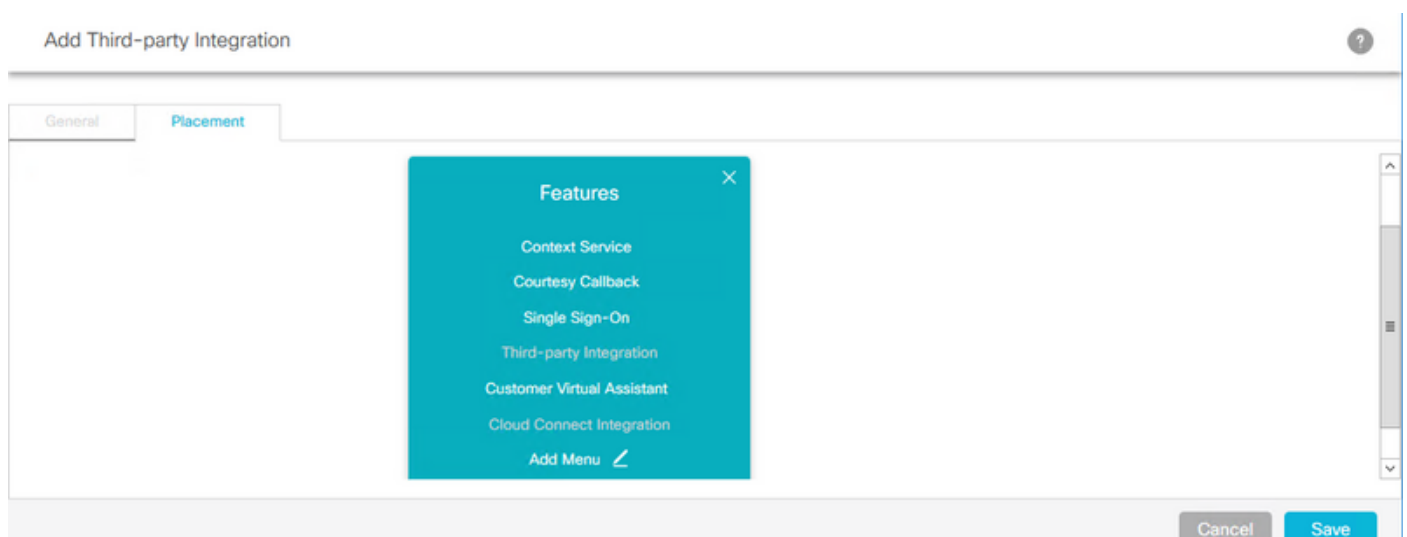 Add Third-party Integration
?
General
Placement
Features
Context Service
Courtesy Callback
Single Sign-On
Third-party Integration
Customer Virtual Assistant
Cloud Connect Integration
Add Menu
Cancel
Save